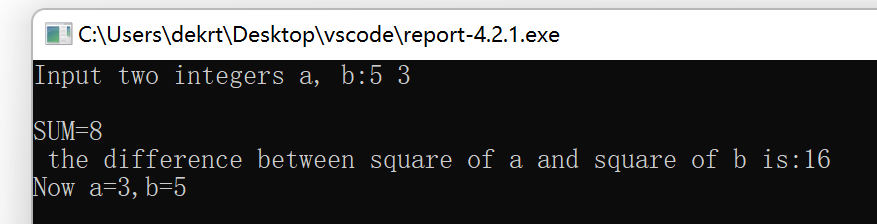 C:\Users\dekrt\Desktop\vscode\report-4.2.1.exe
Input two integers a, b:5 3
SUM=8
the difference between square of a and square of b is:16
Now a=3,b=5